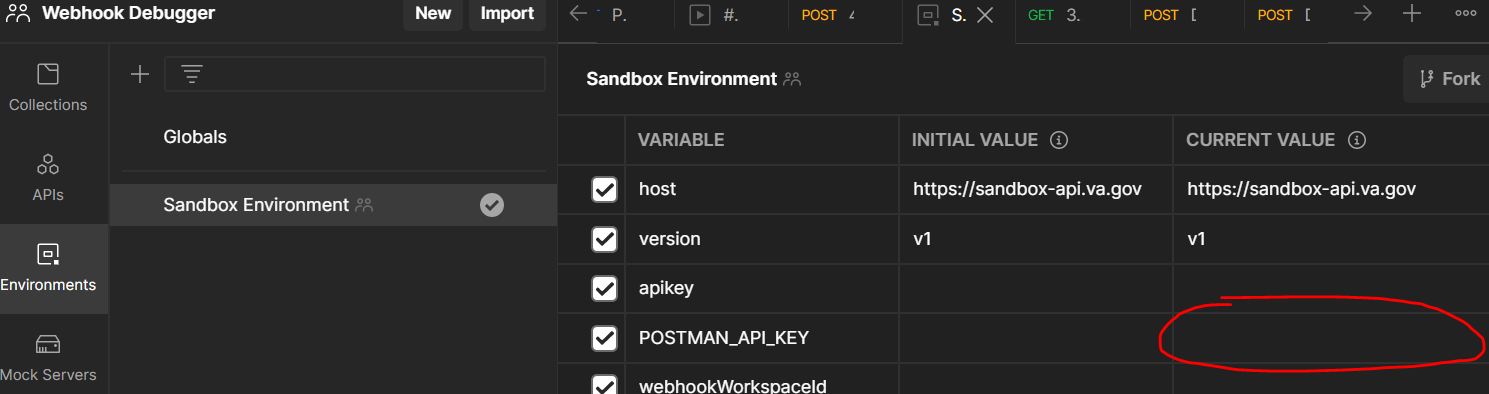 Webhook Debugger New Import
P. #. POST 4 S. GET 3. POST [ POST [
Collections
APIs
Environments
Mock Servers
Globals
Sandbox Environment
Sandbox Environment Fork
VARIABLE INITIAL VALUE CURRENT VALUE
host https://sandbox-api.va.gov https://sandbox-api.va.gov
version v1 v1
apikey
POSTMAN_API_KEY
webhookWorkspaceId